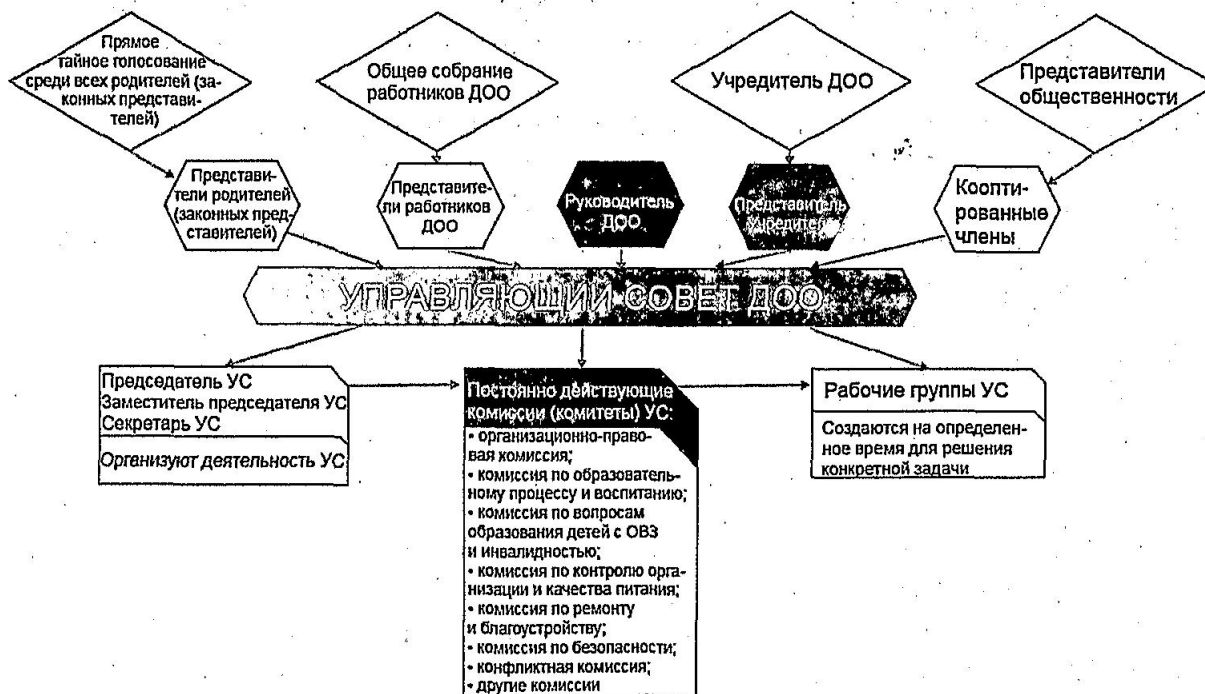 Прямое
тайное голосование
среди всех родителей (за-
конных представи-
телей)
Общее собрание
работников ДОО
Учредитель ДОО
Представители
общественности
Представи-
тели родителей
(законных пред-
ставителей)
Представите-
ли работников
ДОО
Руководитель
ДОО
Представитель
Учредителя
Коопти-
рованные
члены
УПРАВЛЯЮЩИЙ СОВЕТ ДОО
Председатель УС
Заместитель председателя УС
Секретарь УС
Организуют деятельность УС
Постоянно действующие
комиссии (комитеты) УС:
• организационно-право-
вая комиссия;
• комиссия по образователь-
ному процессу и воспитанию;
• комиссия по вопросам
образования детей с ОВЗ
и инвалидностью;
• комиссия по контролю орга-
низации и качества питания;
• комиссия по ремонту
и благоустройству;
• комиссия по безопасности;
• конфликтная комиссия;
• другие комиссии
Рабочие группы УС
Создаются на определен-
ное время для решения
конкретной задачи